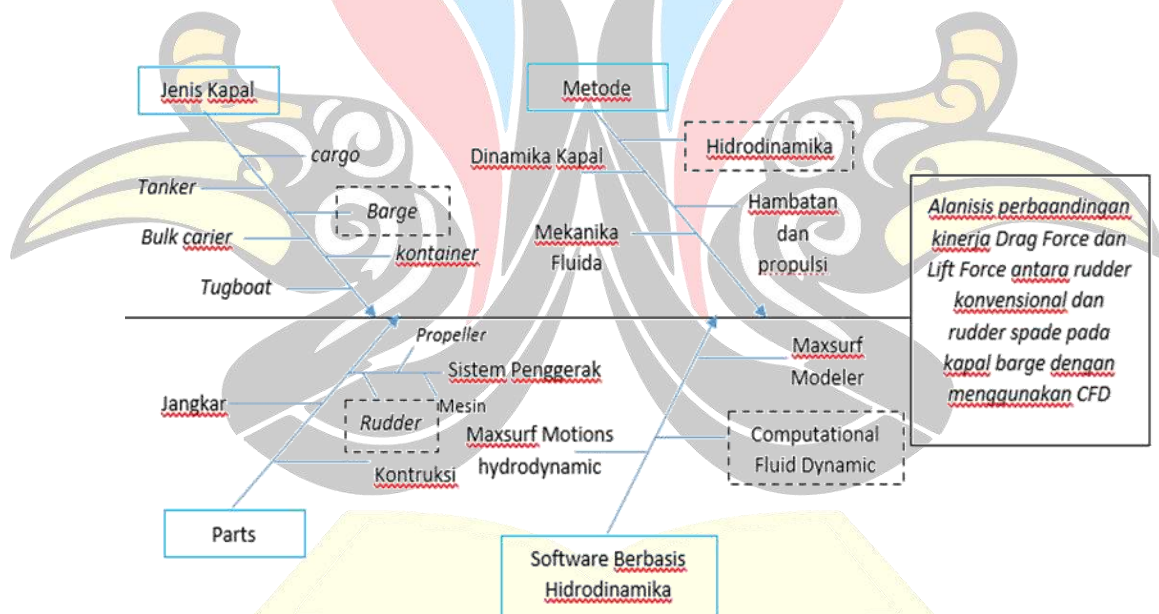 Jenis Kapal
cargo
Tanker
Barge
Bulk carier
kontainer
Tugboat
Metode
Hidrodinamika
Dinamika Kapal
Hambatan
dan
propulsi
Mekanika
Fluida
Alanisis perbaandingan
kinerja Drag Force dan
Lift Force antara rudder
konvensional dan
rudder spade pada
kapal barge dengan
menggunakan CFD
Propeller
Sistem Penggerak
Jangkar
Rudder
Mesin
Kontruksi
Parts
Maxsurf
Modeler
Maxsurf Motions
hydrodynamic
Computational
Fluid Dynamic
Software Berbasis
Hidrodinamika